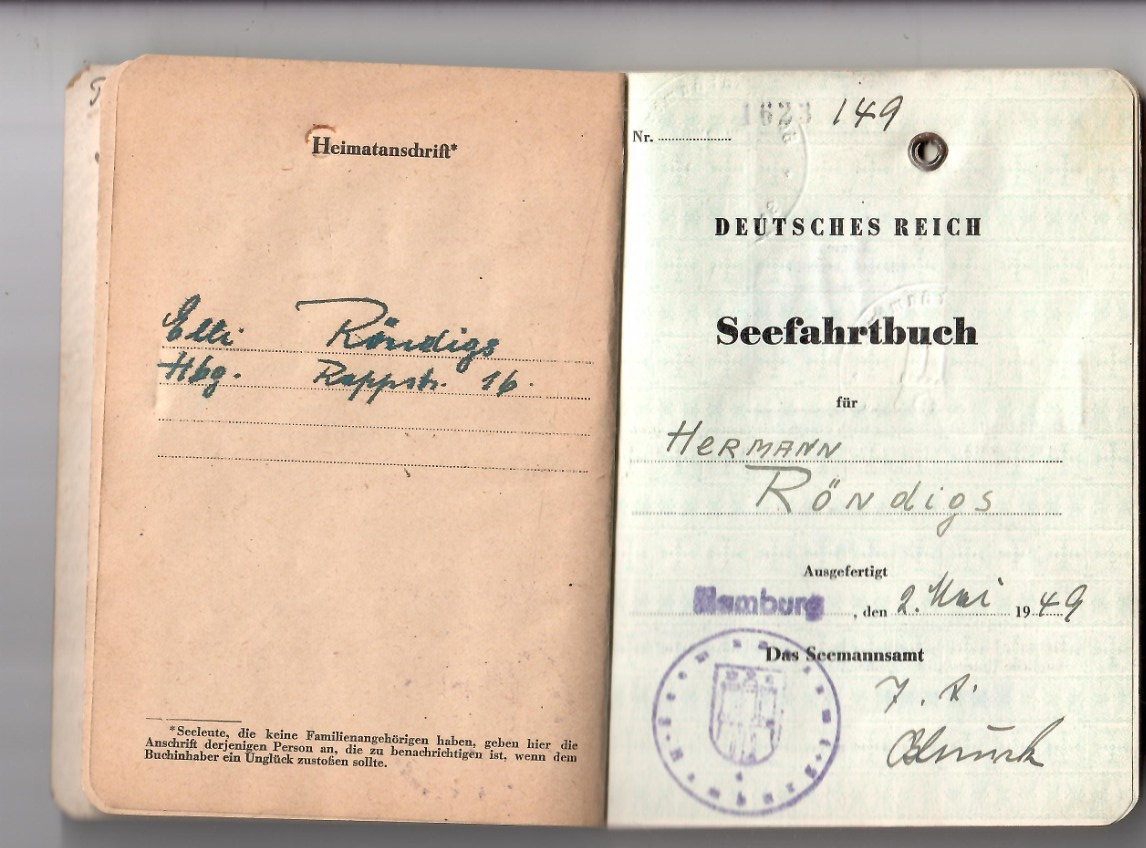 Heimatanschrift*
Elli Röndigs
Hbg. Rappstr. 16.
*Seeleute, die keine Familienangehörigen haben, geben hier die
Anschrift derjenigen Person an, die zu benachrichtigen ist, wenn dem
Buchinhaber ein Unglück zustoßen sollte.
1623 149
Nr.
DEUTSCHES REICH
Seefahrtbuch
für
HERMANN
Röndigs
Ausgefertigt
Hamburg, den 2. Mai 1949
Das Seemannsamt